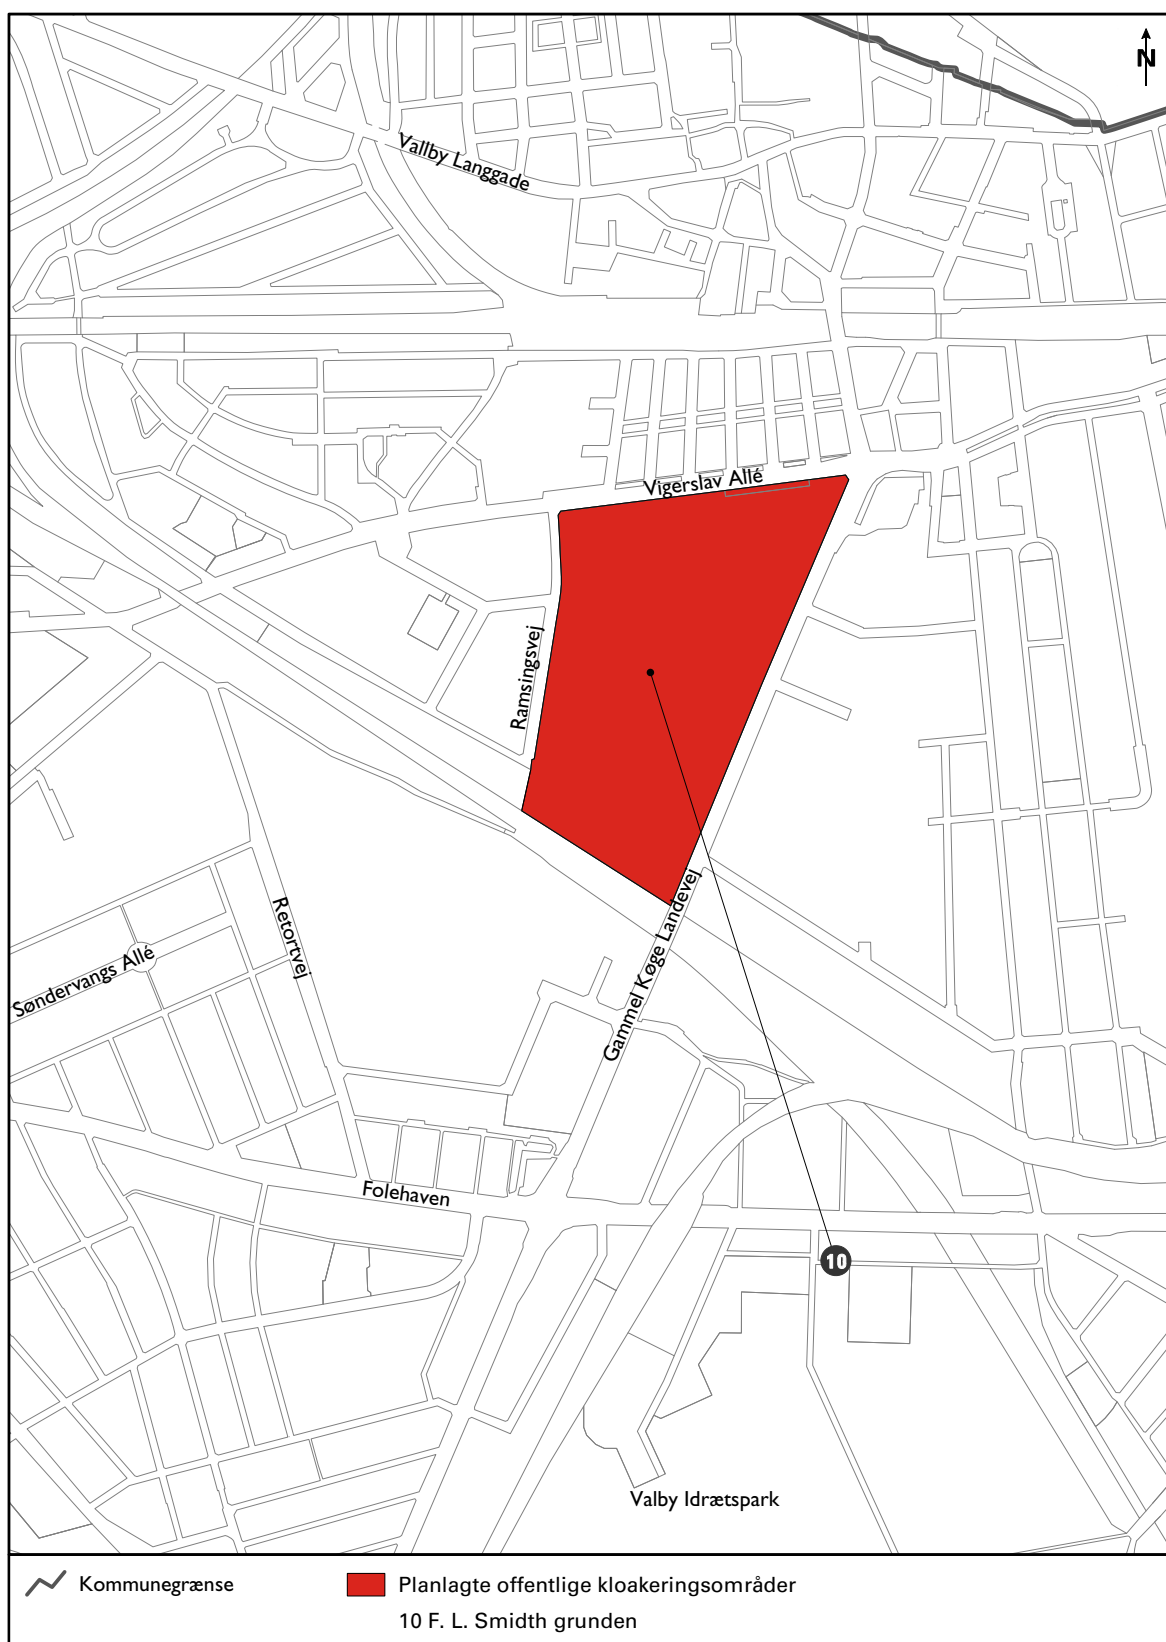 N
Vallby Langgade
Vigerslav Allé
Ramsingsvej
Gammel Køge Landevej
Retortvej
Søndervangs Allé
Folehaven
10
Valby Idrætspark
Kommunegrænse
Planlagte offentlige kloakeringsområder
10 F. L. Smidth grunden